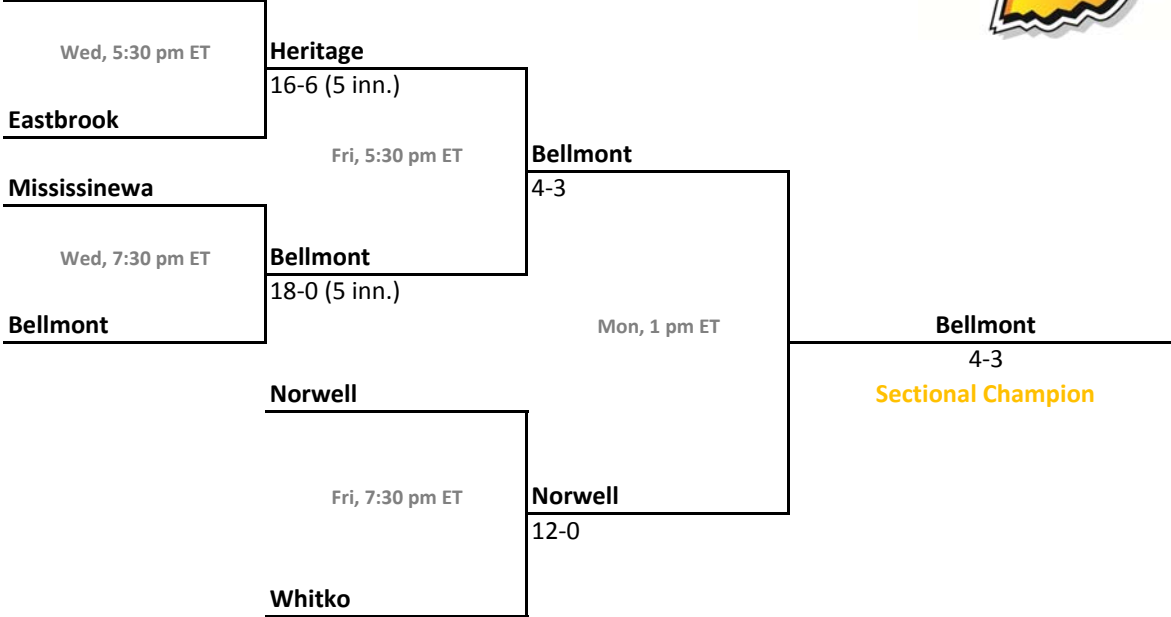 Wed, 5:30 pm ET
Heritage
16-6 (5 inn.)
Eastbrook
Fri, 5:30 pm ET
Bellmont
4-3
Mississinewa
Wed, 7:30 pm ET
Bellmont
18-0 (5 inn.)
Bellmont
Mon, 1 pm ET
Bellmont
4-3
Sectional Champion
Norwell
Fri, 7:30 pm ET
Norwell
12-0
Whitko